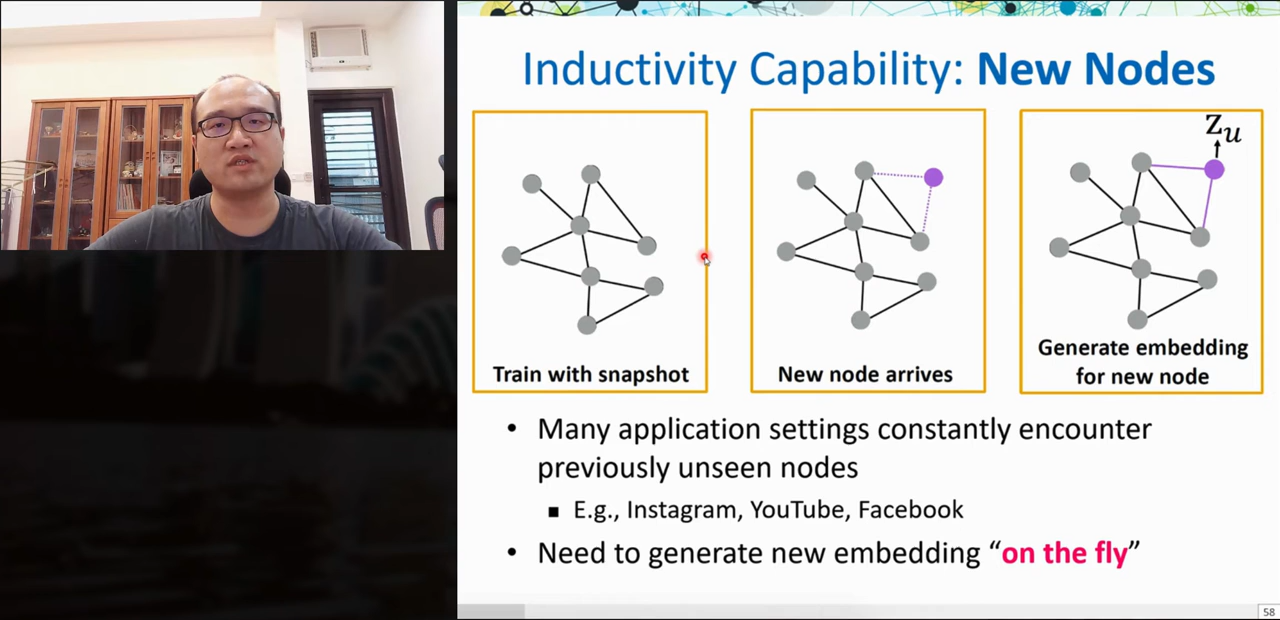 Inductivity Capability: New Nodes
Z𝑢
Train with snapshot
New node arrives
Generate embedding
for new node
• Many application settings constantly encounter
previously unseen nodes
▪ E.g., Instagram, YouTube, Facebook
• Need to generate new embedding “on the fly”
58